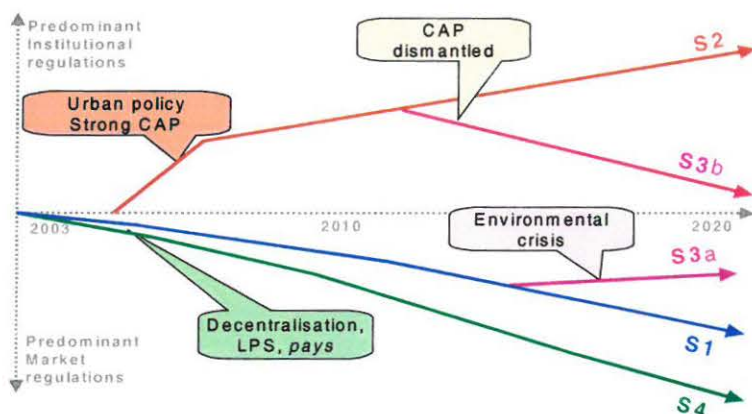 Predominant
Institutional
regulations
CAP
dismantled
S2
Urban policy
Strong CAP
S3b
2003
2010
2020
Environmental
crisis
S3a
Decentralisation,
LPS, pays
S1
Predominant
Market
regulations
S4